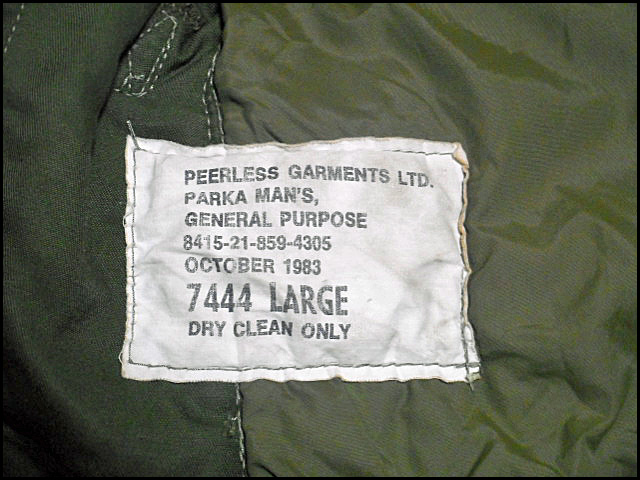 PEERLESS GARMENTS LTD.
PARKA MAN'S,
GENERAL PURPOSE
8415-21-859-4305
OCTOBER 1983
7444 LARGE
DRY CLEAN ONLY